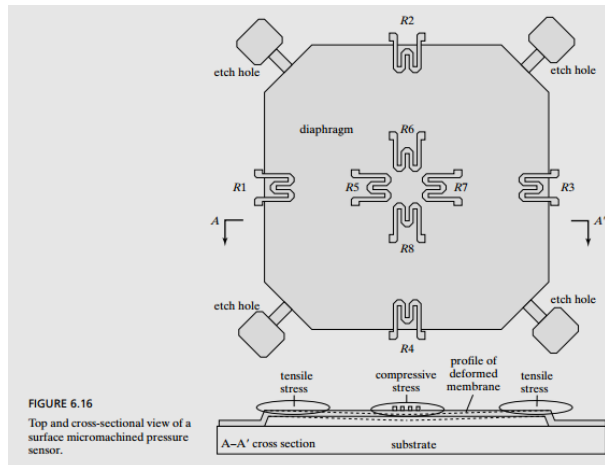 R2
etch hole
etch hole
diaphragm
R6
R1
R5
R7
R3
A
A'
R8
etch hole
etch hole
R4
tensile
stress
compressive
stress
profile of
deformed
membrane
tensile
stress
FIGURE 6.16
Top and cross-sectional view of a
surface micromachined pressure
sensor.
A–A′ cross section
substrate